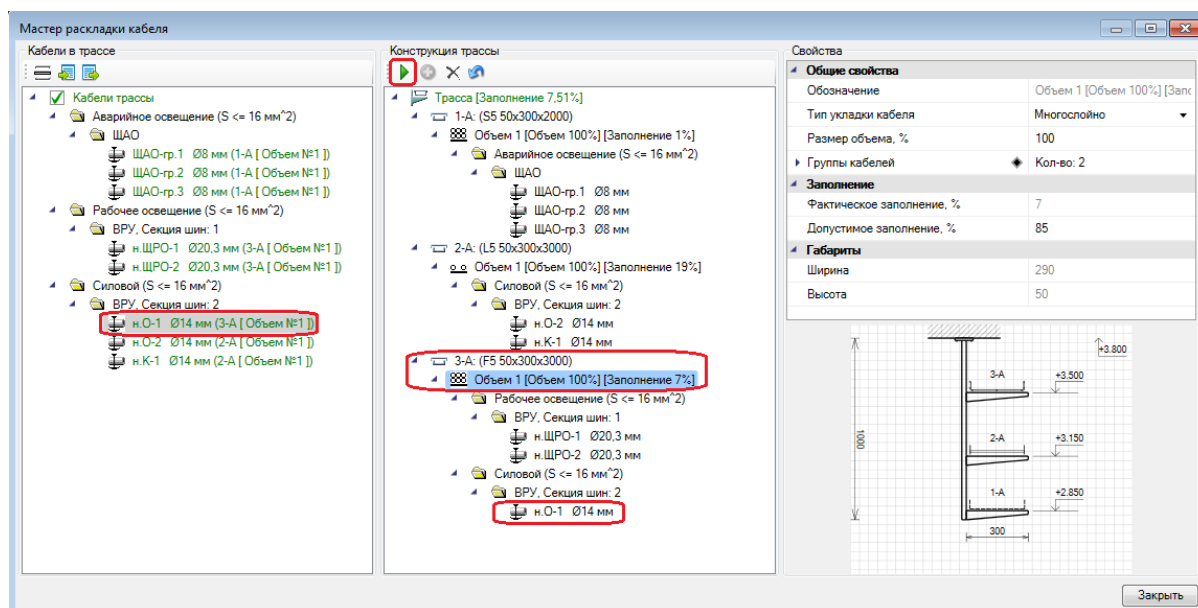 Мастер раскладки кабеля
Кабели в трассе
Кабели трассы
Аварийное освещение (S <= 16 мм^2)
ЩАО
ЩАО-гр.1 Ø8 мм (1-А [ Объем №1 ])
ЩАО-гр.2 Ø8 мм (1-А [ Объем №1 ])
ЩАО-гр.3 Ø8 мм (1-А [ Объем №1 ])
Рабочее освещение (S <= 16 мм^2)
ВРУ, Секция шин: 1
н.ЩРО-1 Ø20,3 мм (3-А [ Объем №1 ])
н.ЩРО-2 Ø20,3 мм (3-А [ Объем №1 ])
Силовой (S <= 16 мм^2)
ВРУ, Секция шин: 2
н.О-1 Ø14 мм (3-А [ Объем №1 ])
н.О-2 Ø14 мм (2-А [ Объем №1 ])
н.К-1 Ø14 мм (2-А [ Объем №1 ])
Конструкция трассы
Трасса [Заполнение 7,51%]
1-А: (S5 50x300x2000)
Объем 1 [Объем 100%] [Заполнение 1%]
Аварийное освещение (S <= 16 мм^2)
ЩАО
ЩАО-гр.1 Ø8 мм
ЩАО-гр.2 Ø8 мм
ЩАО-гр.3 Ø8 мм
2-А: (L5 50x300x3000)
Объем 1 [Объем 100%] [Заполнение 19%]
Силовой (S <= 16 мм^2)
ВРУ, Секция шин: 2
н.О-2 Ø14 мм
н.К-1 Ø14 мм
3-А: (F5 50x300x3000)
Объем 1 [Объем 100%] [Заполнение 7%]
Рабочее освещение (S <= 16 мм^2)
ВРУ, Секция шин: 1
н.ЩРО-1 Ø20,3 мм
н.ЩРО-2 Ø20,3 мм
Силовой (S <= 16 мм^2)
ВРУ, Секция шин: 2
н.О-1 Ø14 мм
Свойства
Общие свойства
Обозначение Объем 1 [Объем 100%] [Запо
Тип укладки кабеля Многослойно
Размер объема, % 100
Группы кабелей Кол-во: 2
Заполнение
Фактическое заполнение, % 7
Допустимое заполнение, % 85
Габариты
Ширина 290
Высота 50
+3.800
3-А +3.500
1000
2-А +3.150
1-А +2.850
300
Закрыть